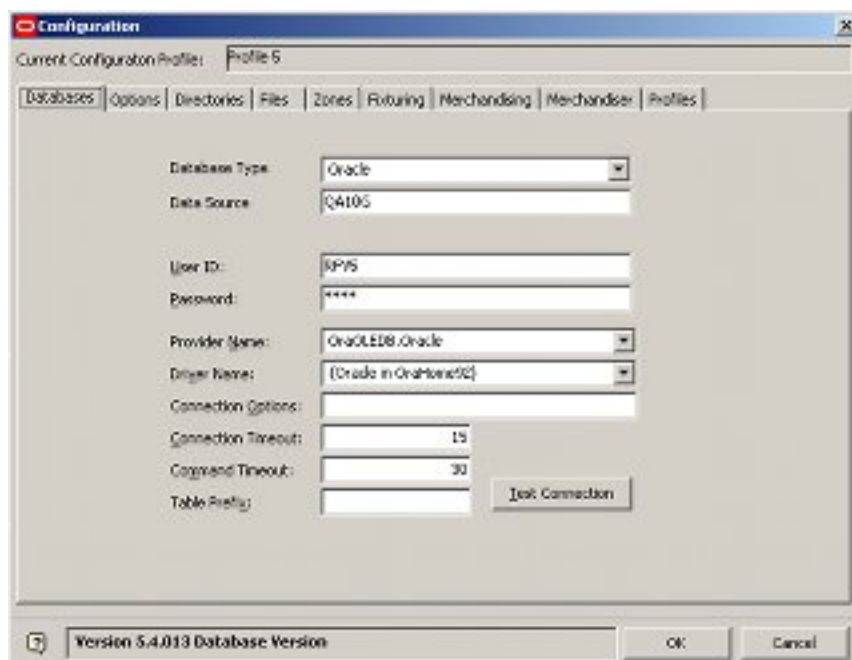 Configuration
Current Configuraton Profile: Profile 6
Databases Options Directories Files Zones Fixturing Merchandising Merchandiser Profiles
Database Type Oracle
Data Source QA10G
User ID:
Password: ****
Provider Name: OraOLEDB.Oracle
Driver Name: {Oracle in OraHome92}
Connection Options:
Connection Timeout: 15
Command Timeout: 30
Table Prefix:
Test Connection
Version 5.4.013 Database Version
OK Cancel